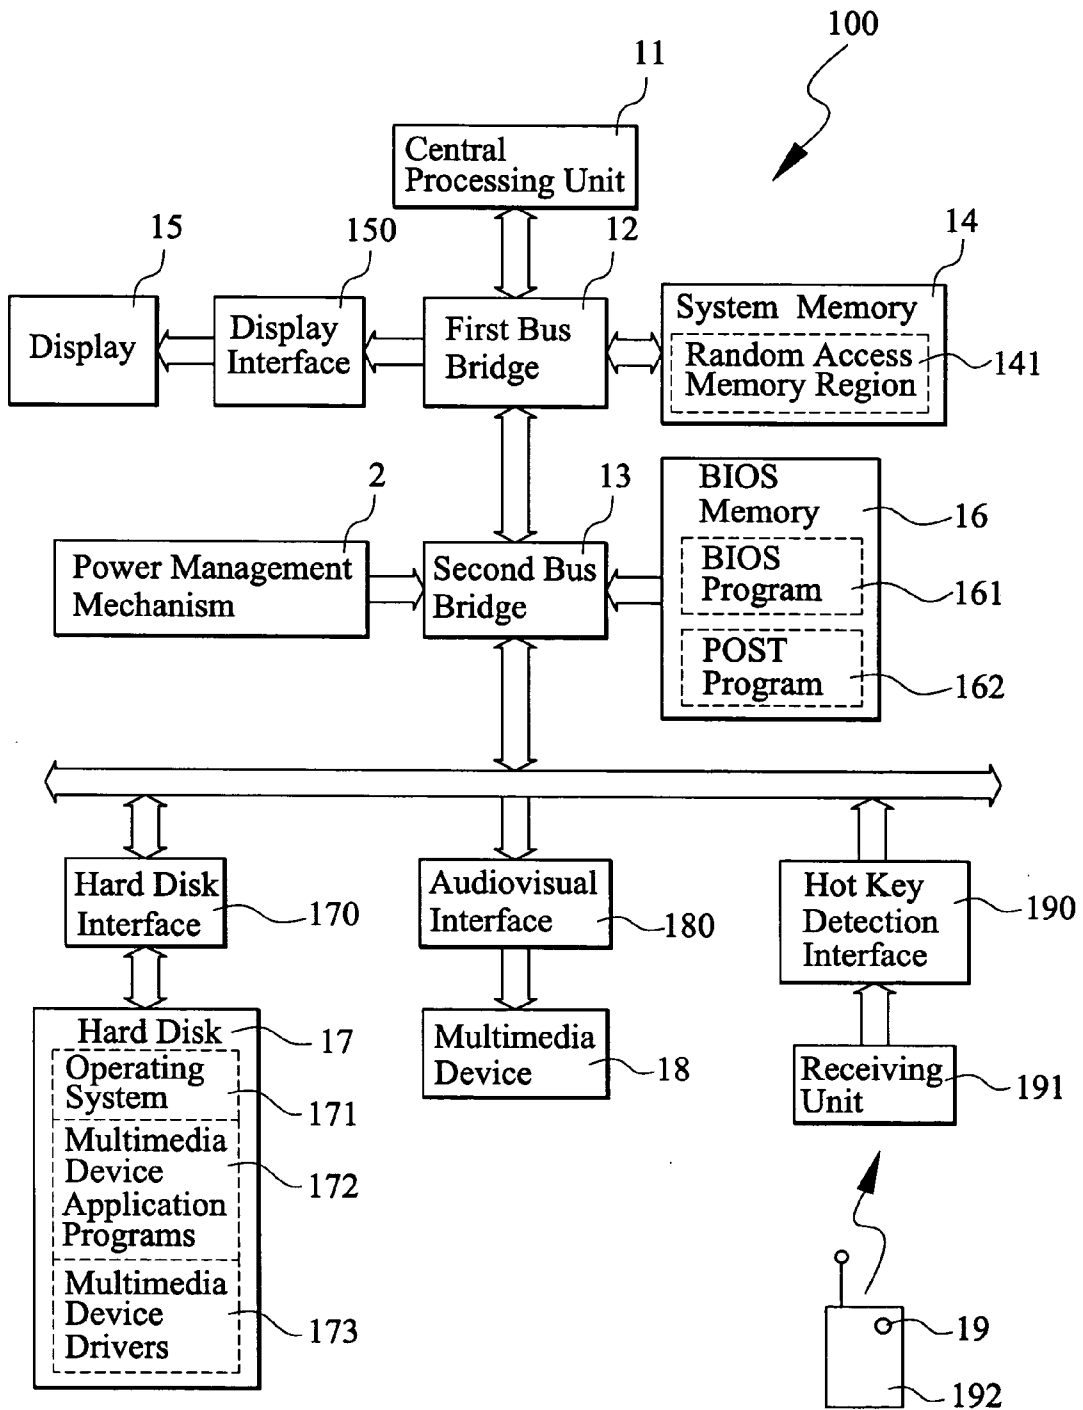 100
11
Central
Processing Unit
15
150
12
14
Display
Display
Interface
First Bus
Bridge
System Memory
Random Access
Memory Region
141
2
13
Power Management
Mechanism
Second Bus
Bridge
BIOS
Memory
16
BIOS
Program
161
POST
Program
162
Hard Disk
Interface
170
Audiovisual
Interface
180
Hot Key
Detection
Interface
190
Hard Disk
17
Operating
System
171
Multimedia
Device
Application
Programs
172
Multimedia
Device
Drivers
173
Multimedia
Device
18
Receiving
Unit
191
19
192